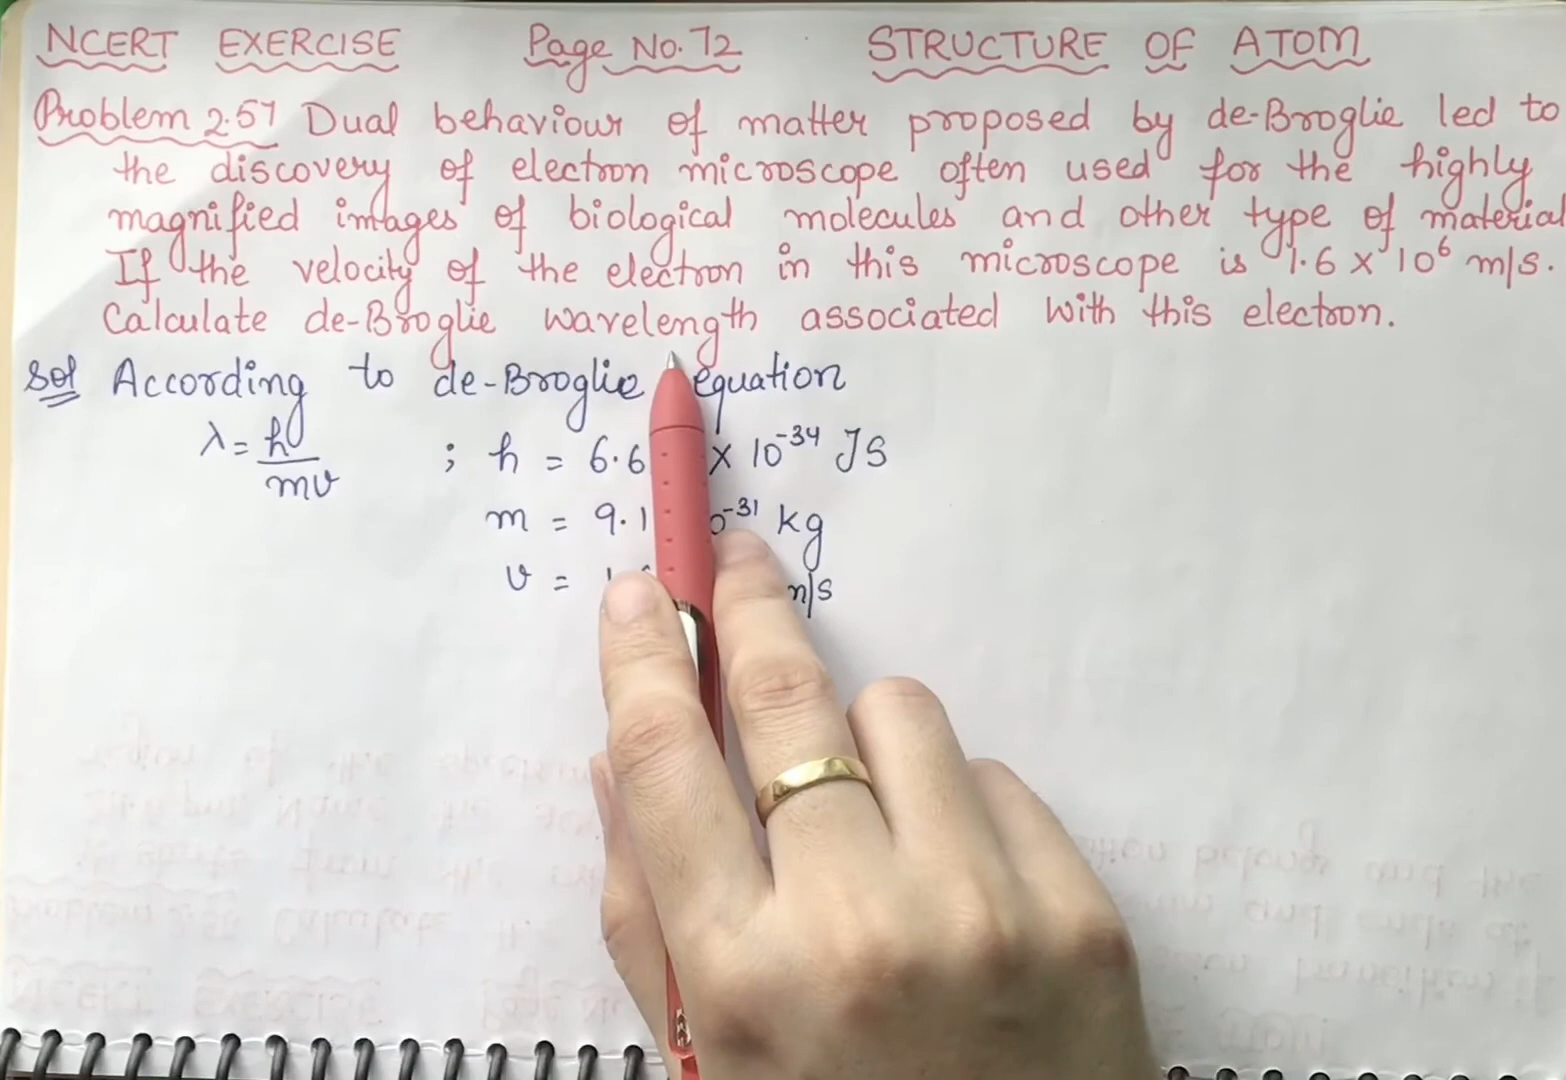 NCERT EXERCISE Page No. 72 STRUCTURE OF ATOM
Problem 2.57 Dual behaviour of matter proposed by de-Broglie led to
the discovery of electron microscope often used for the highly
magnified images of biological molecules and other type of material
If the velocity of the electron in this microscope is 1.6 x 10⁶ m/s.
Calculate de-Broglie wavelength associated with this electron.
Sol According to de-Broglie equation
λ = h/mv ; h = 6.6 x 10⁻³⁴ JS
m = 9.1 ⁻³¹ kg
v = /s